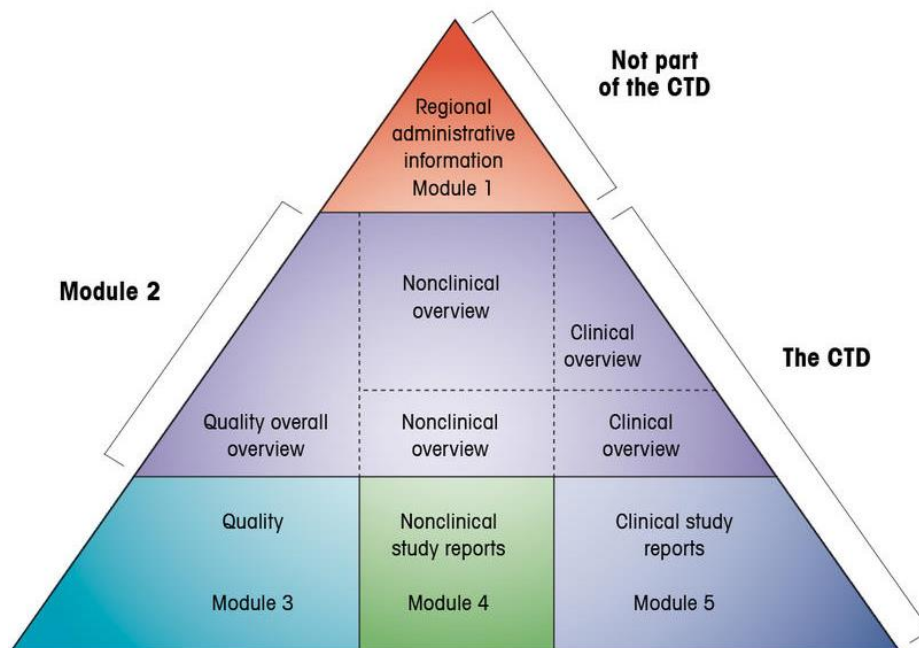 Not part
of the CTD
Regional
administrative
information
Module 1
Module 2
Nonclinical
overview
Clinical
overview
The CTD
Quality overall
overview
Nonclinical
overview
Clinical
overview
Quality
Module 3
Nonclinical
study reports
Module 4
Clinical study
reports
Module 5